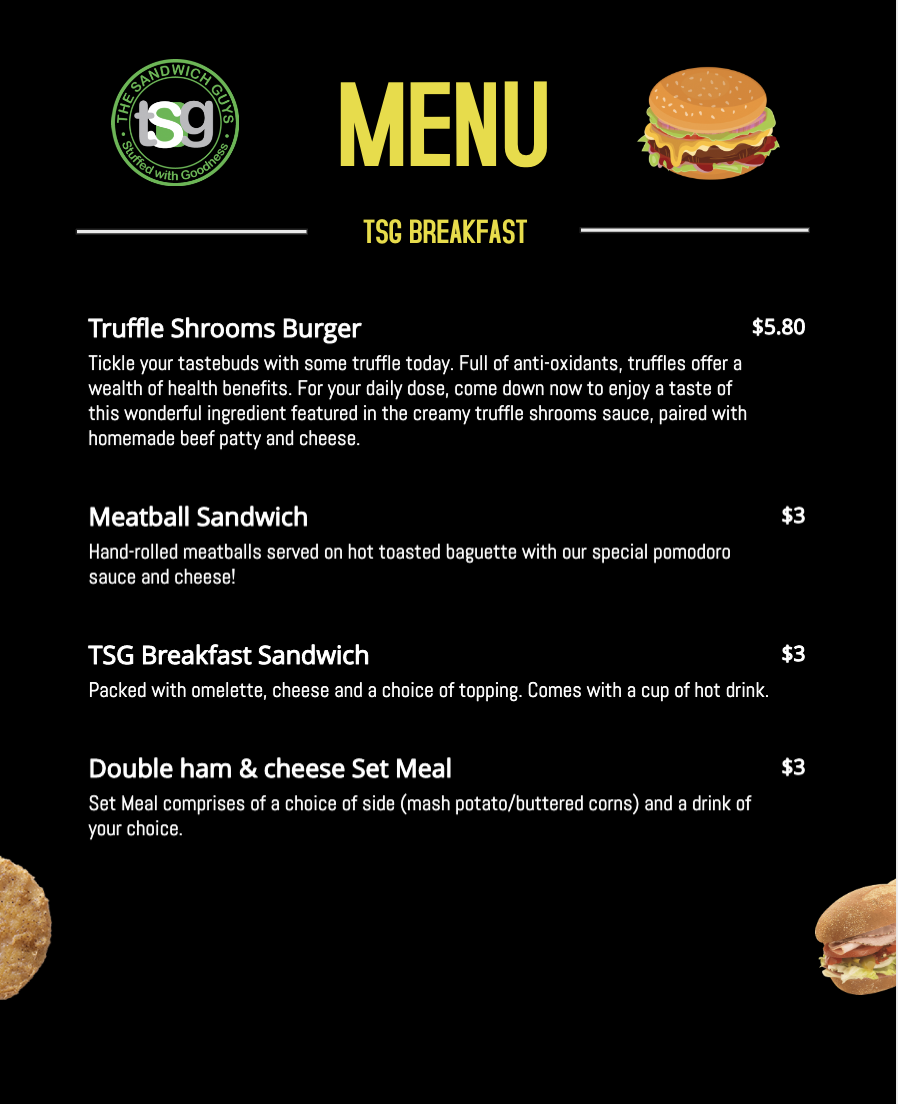 THE SANDWICH GUYS
tsg
Stuffed with Goodness
MENU
TSG BREAKFAST
Truffle Shrooms Burger $5.80
Tickle your tastebuds with some truffle today. Full of anti-oxidants, truffles offer a
wealth of health benefits. For your daily dose, come down now to enjoy a taste of
this wonderful ingredient featured in the creamy truffle shrooms sauce, paired with
homemade beef patty and cheese.
Meatball Sandwich $3
Hand-rolled meatballs served on hot toasted baguette with our special pomodoro
sauce and cheese!
TSG Breakfast Sandwich $3
Packed with omelette, cheese and a choice of topping. Comes with a cup of hot drink.
Double ham & cheese Set Meal $3
Set Meal comprises of a choice of side (mash potato/buttered corns) and a drink of
your choice.